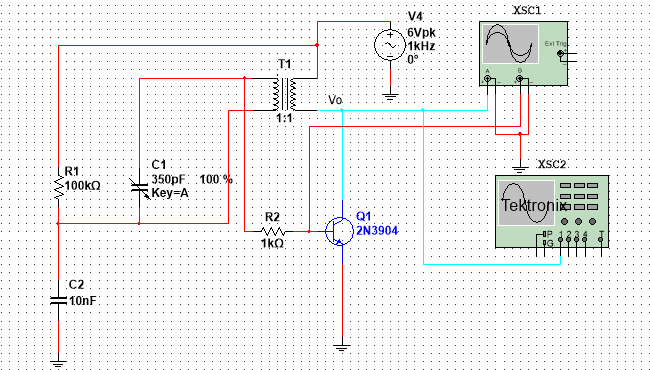 V4
6Vpk
1kHz
0°
XSC1
Ext Trig
A
B
T1
1:1
Vo
R1
100kΩ
C1
350pF 100 %
Key=A
R2
1kΩ
Q1
2N3904
C2
10nF
XSC2
Tektronix
P
G
1 2 3 4 T